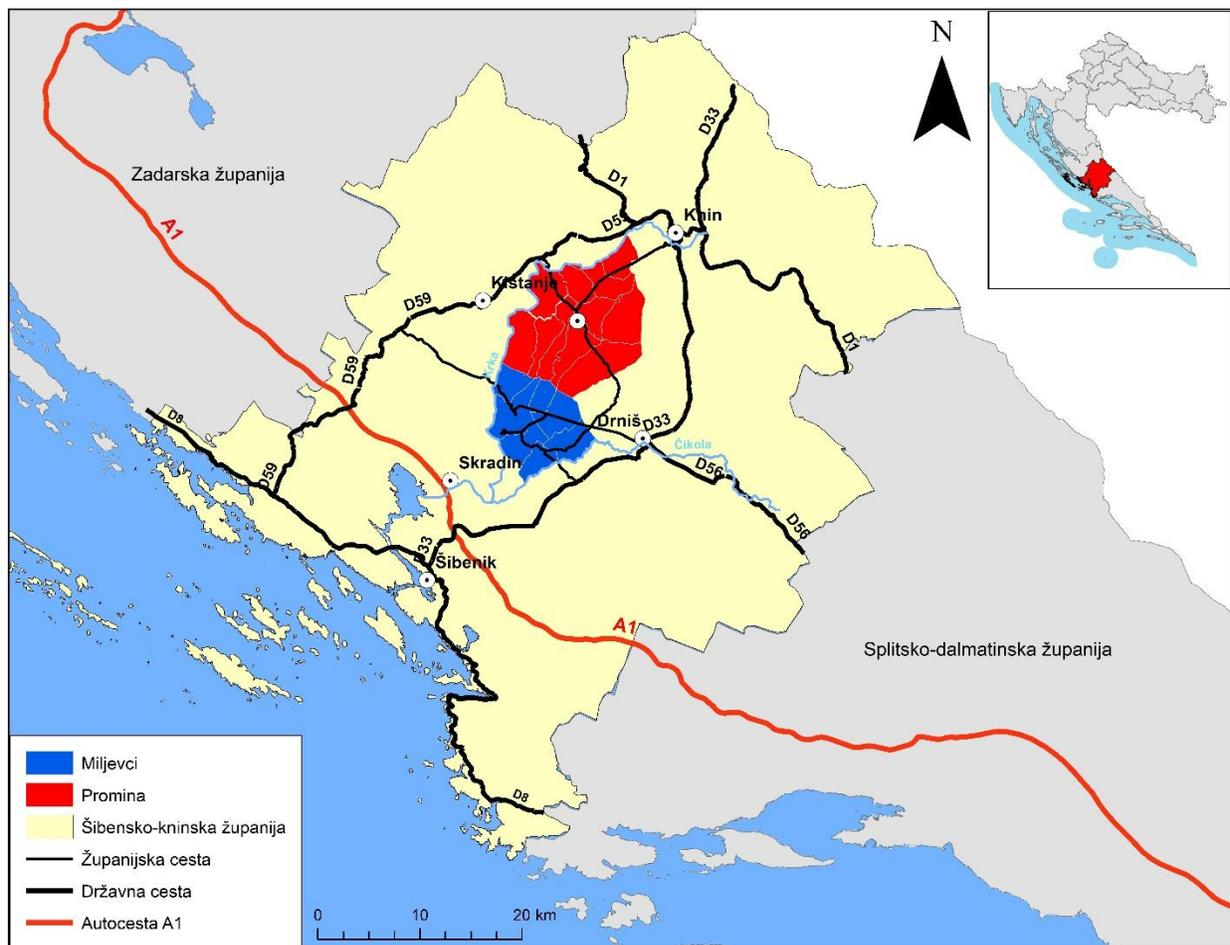 N
D33
Zadarska županija
D1
A1
D5
Knin
Kistanje
D59
D1
D59
Krka
D8
Drniš
D33
Čikola
Skradin
D56
D59
D56
D33
Šibenik
A1
Splitsko-dalmatinska županija
Miljevci
Promina
D8
Šibensko-kninska županija
Županijska cesta
Državna cesta
0 10 20 km
Autocesta A1